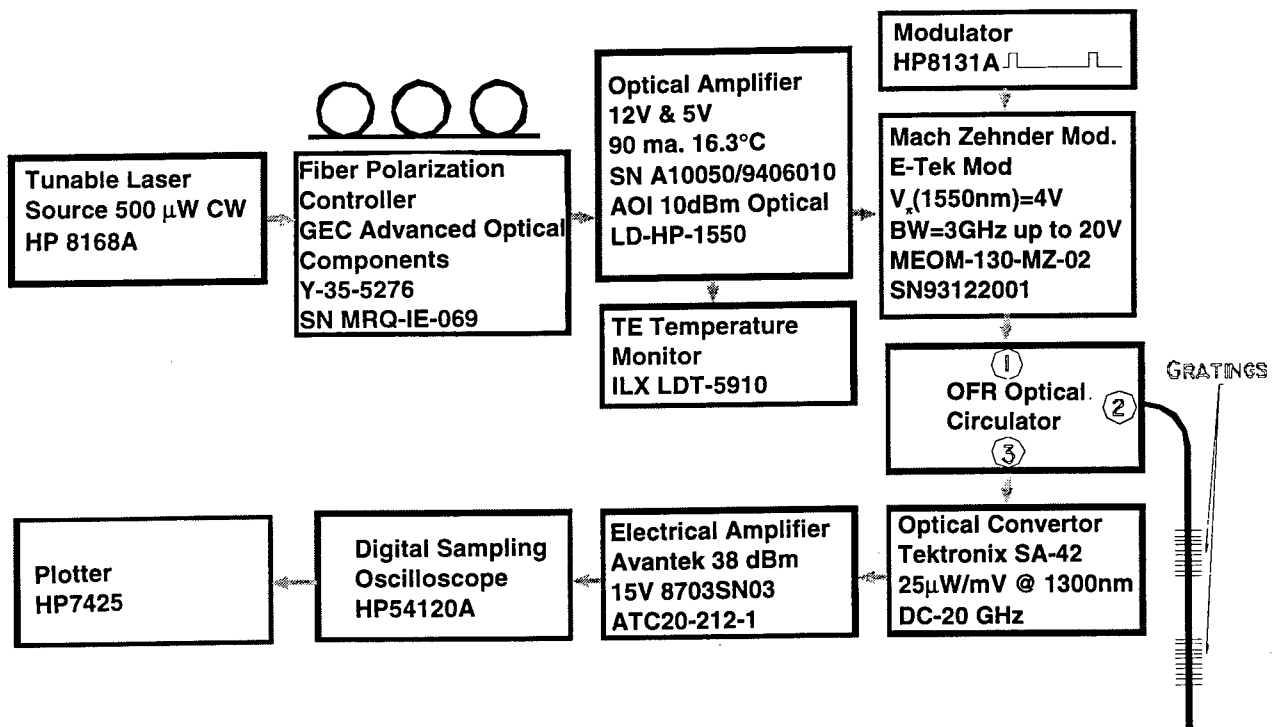 Tunable Laser
Source 500 μW CW
HP 8168A
Fiber Polarization
Controller
GEC Advanced Optical
Components
Y-35-5276
SN MRQ-IE-069
Optical Amplifier
12V & 5V
90 ma. 16.3°C
SN A10050/9406010
AOI 10dBm Optical
LD-HP-1550
TE Temperature
Monitor
ILX LDT-5910
Modulator
HP8131A
Mach Zehnder Mod.
E-Tek Mod
Vπ(1550nm)=4V
BW=3GHz up to 20V
MEOM-130-MZ-02
SN93122001
1
OFR Optical
Circulator
2
3
GRATINGS
Optical Convertor
Tektronix SA-42
25μW/mV @ 1300nm
DC-20 GHz
Electrical Amplifier
Avantek 38 dBm
15V 8703SN03
ATC20-212-1
Digital Sampling
Oscilloscope
HP54120A
Plotter
HP7425